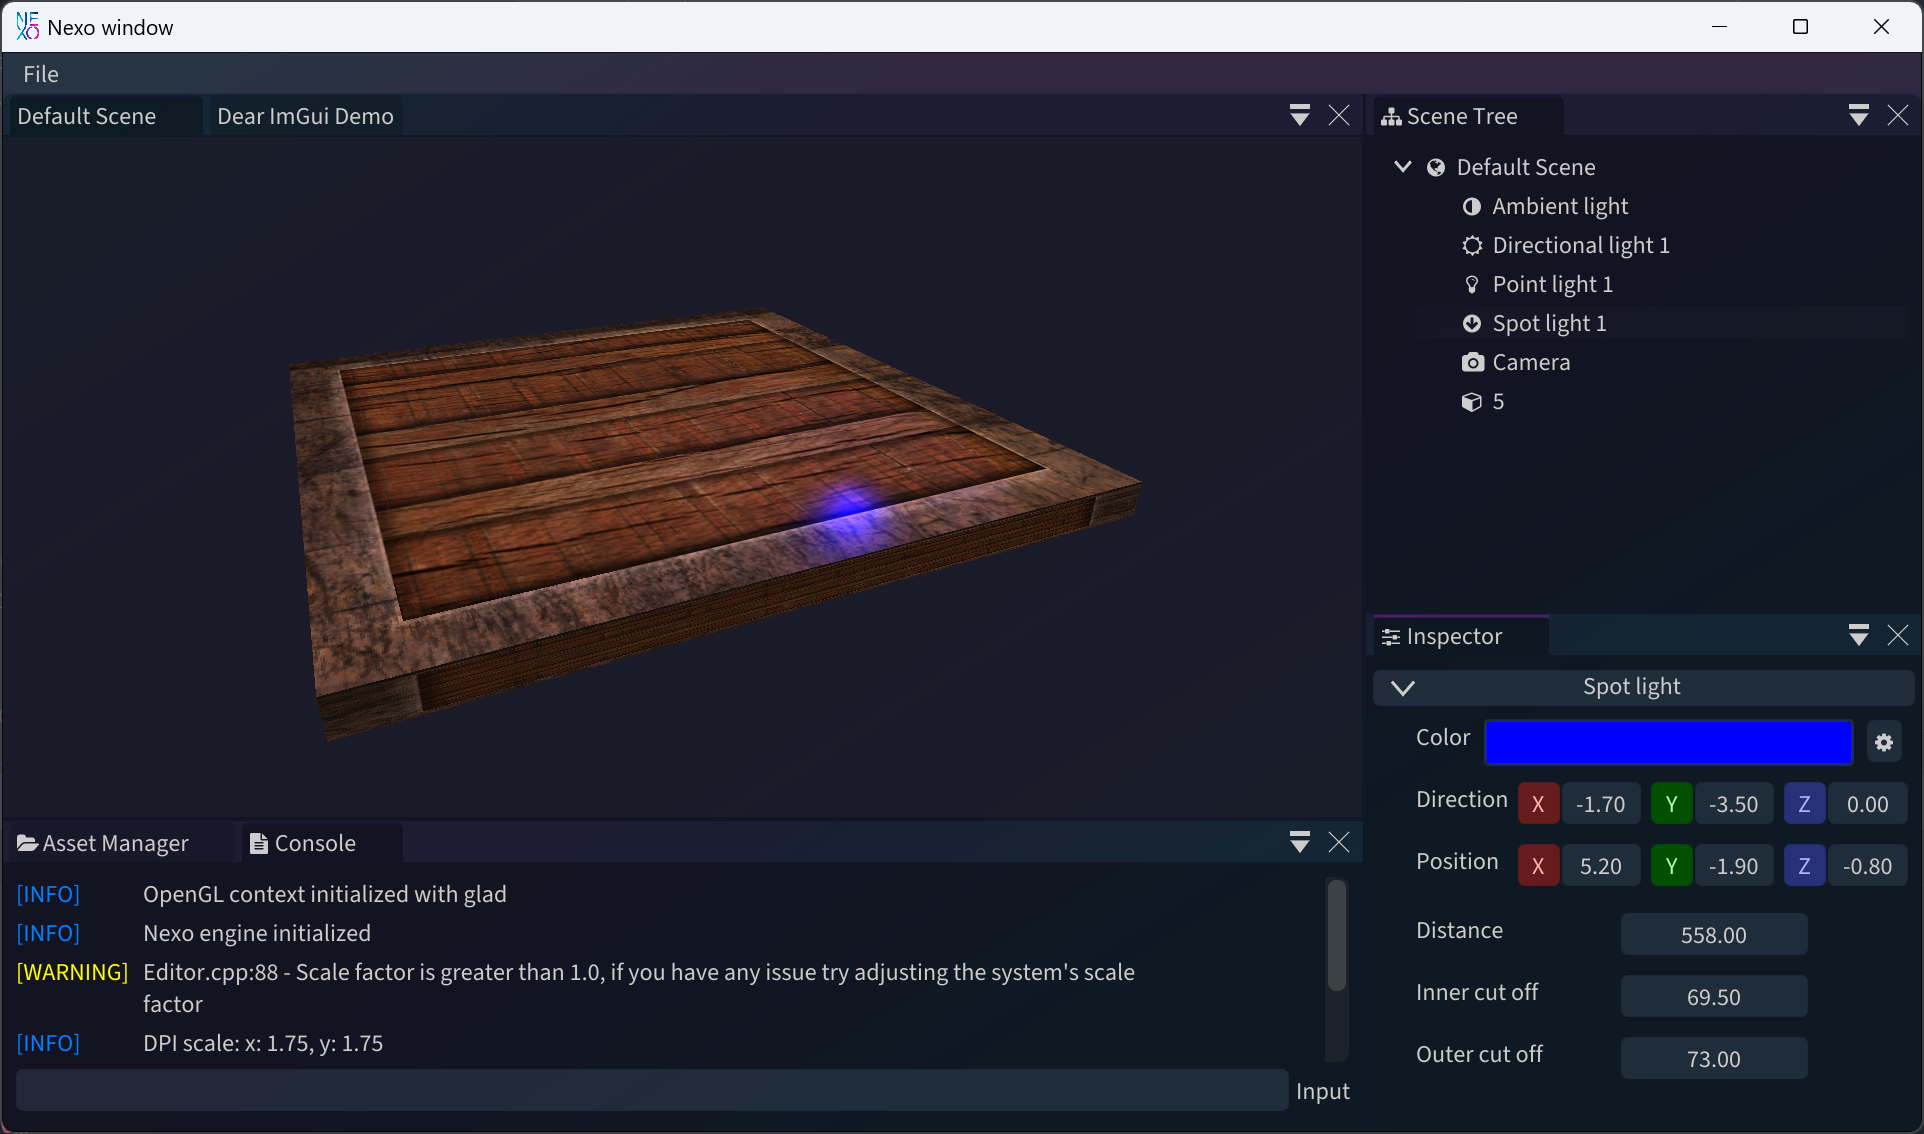 NEXO Nexo window
File
Default Scene Dear ImGui Demo
Scene Tree
Default Scene
Ambient light
Directional light 1
Point light 1
Spot light 1
Camera
5
Inspector
Spot light
Color
Direction X -1.70 Y -3.50 Z 0.00
Position X 5.20 Y -1.90 Z -0.80
Distance 558.00
Inner cut off 69.50
Outer cut off 73.00
Asset Manager Console
[INFO] OpenGL context initialized with glad
[INFO] Nexo engine initialized
[WARNING] Editor.cpp:88 - Scale factor is greater than 1.0, if you have any issue try adjusting the system's scale
factor
[INFO] DPI scale: x: 1.75, y: 1.75
Input